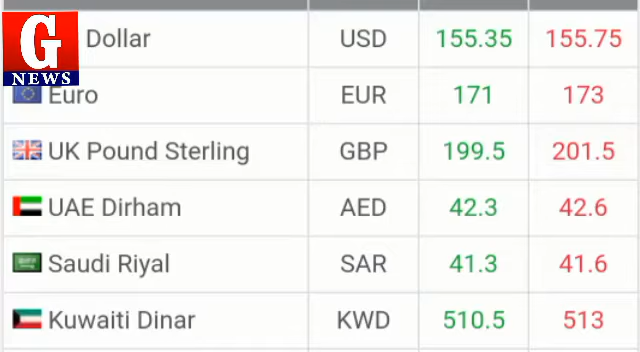 G
NEWS
Dollar USD 155.35 155.75
Euro EUR 171 173
UK Pound Sterling GBP 199.5 201.5
UAE Dirham AED 42.3 42.6
Saudi Riyal SAR 41.3 41.6
Kuwaiti Dinar KWD 510.5 513